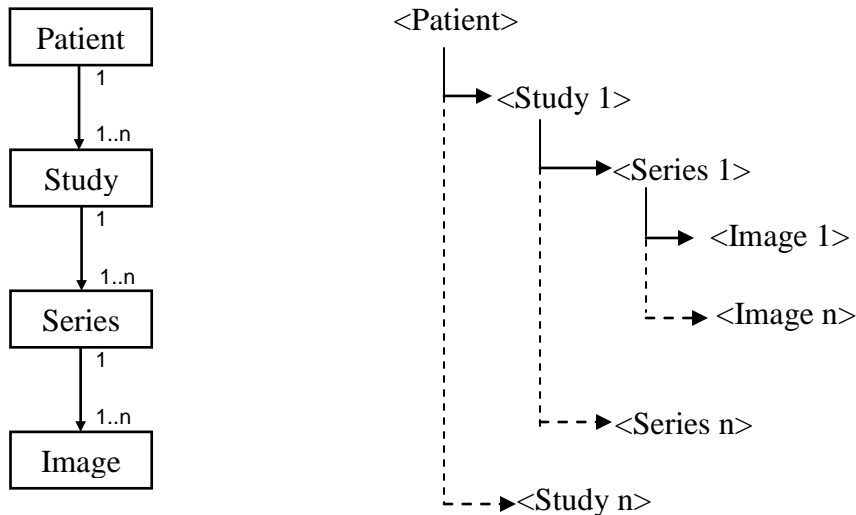 Patient
1
1..n
Study
1
1..n
Series
1
1..n
Image
<Patient>
<Study 1>
<Series 1>
<Image 1>
<Image n>
<Series n>
<Study n>